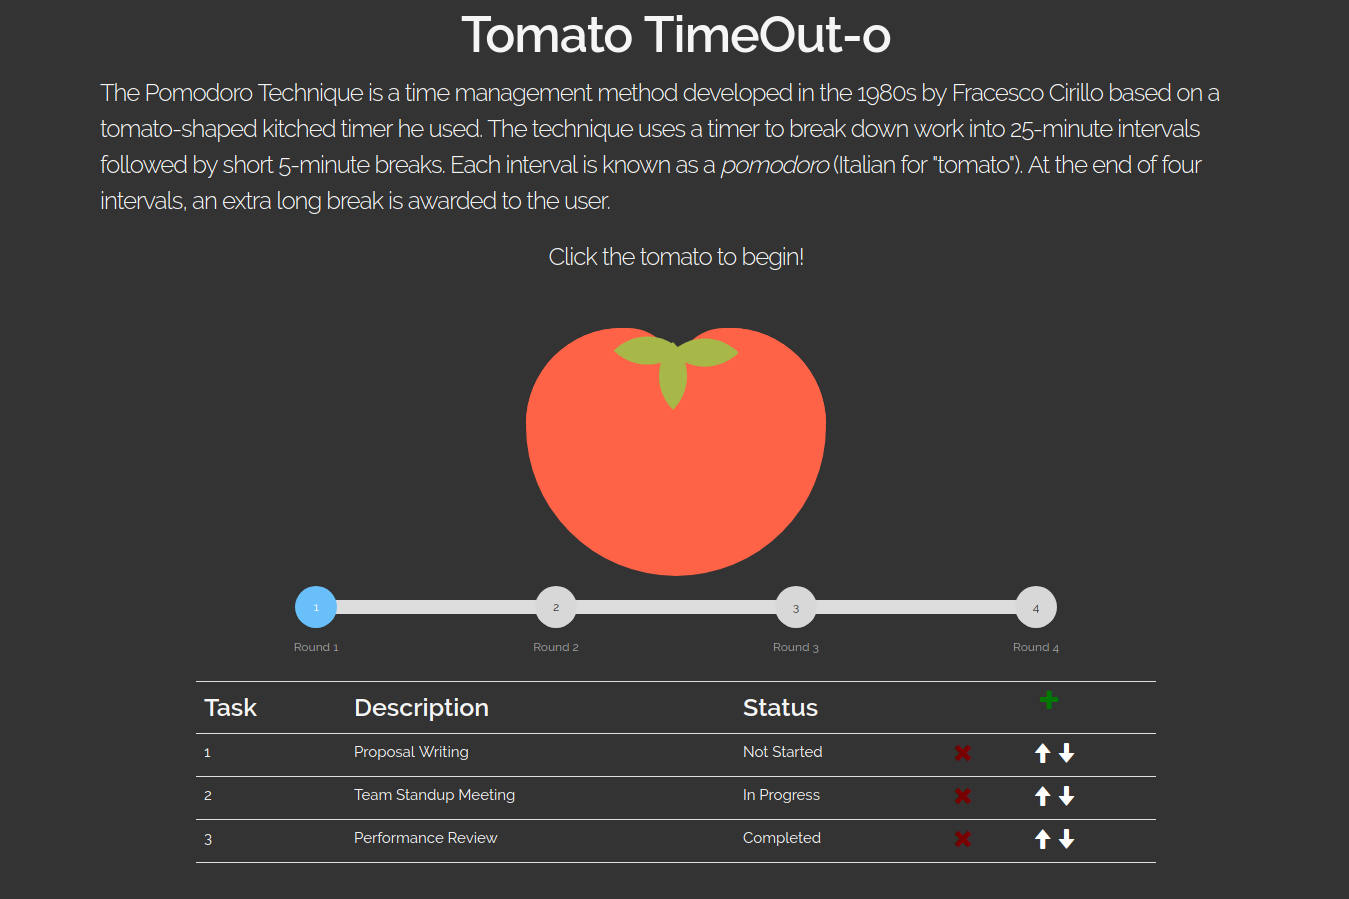 Tomato TimeOut-o
The Pomodoro Technique is a time management method developed in the 1980s by Fracesco Cirillo based on a
tomato-shaped kitched timer he used. The technique uses a timer to break down work into 25-minute intervals
followed by short 5-minute breaks. Each interval is known as a pomodoro (Italian for "tomato"). At the end of four
intervals, an extra long break is awarded to the user.
Click the tomato to begin!
1 2 3 4
Round 1 Round 2 Round 3 Round 4
Task Description Status
1 Proposal Writing Not Started
2 Team Standup Meeting In Progress
3 Performance Review Completed